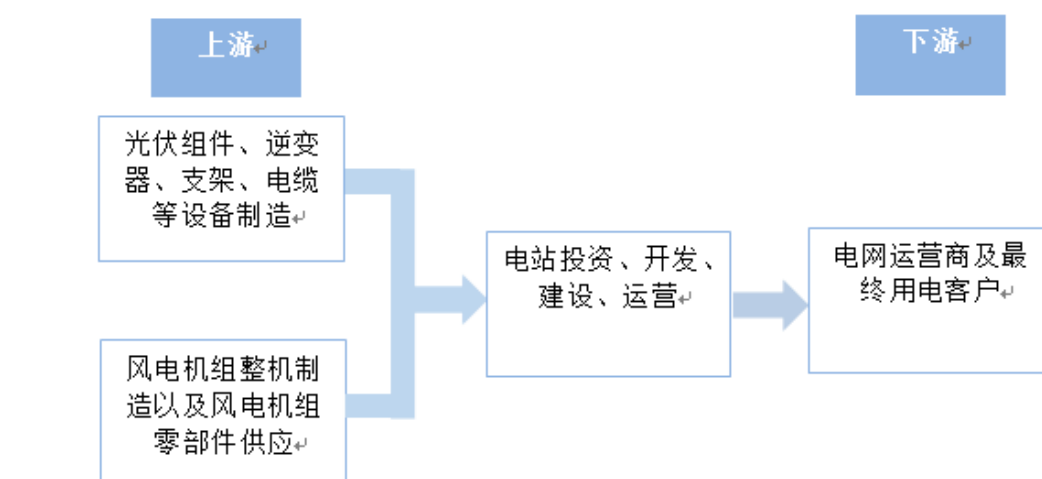 上游
下游
光伏组件、逆变
器、支架、电缆
等设备制造
电站投资、开发、
建设、运营
电网运营商及最
终用电客户
风电机组整机制
造以及风电机组
零部件供应